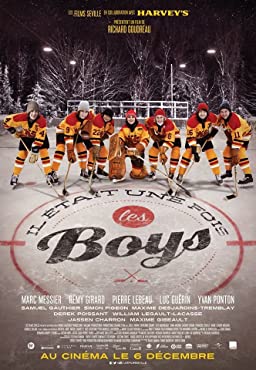 LES FILMS SÉVILLE EN COLLABORATION AVEC HARVEY'S
PRÉSENTENT UN FILM DE
RICHARD GOUDREAU
IL ÉTAIT UNE FOIS
les
Boys
MARC MESSIER RÉMY GIRARD PIERRE LEBEAU LUC GUÉRIN YVAN PONTON
SAMUEL GAUTHIER SIMON PIGEON MAXIME DESJARDINS-TREMBLAY
DEREK POISSANT WILLIAM LEGAULT-LACASSE
JASSEN CHARRON MAXIME GIBEAULT
AU CINÉMA LE 6 DÉCEMBRE